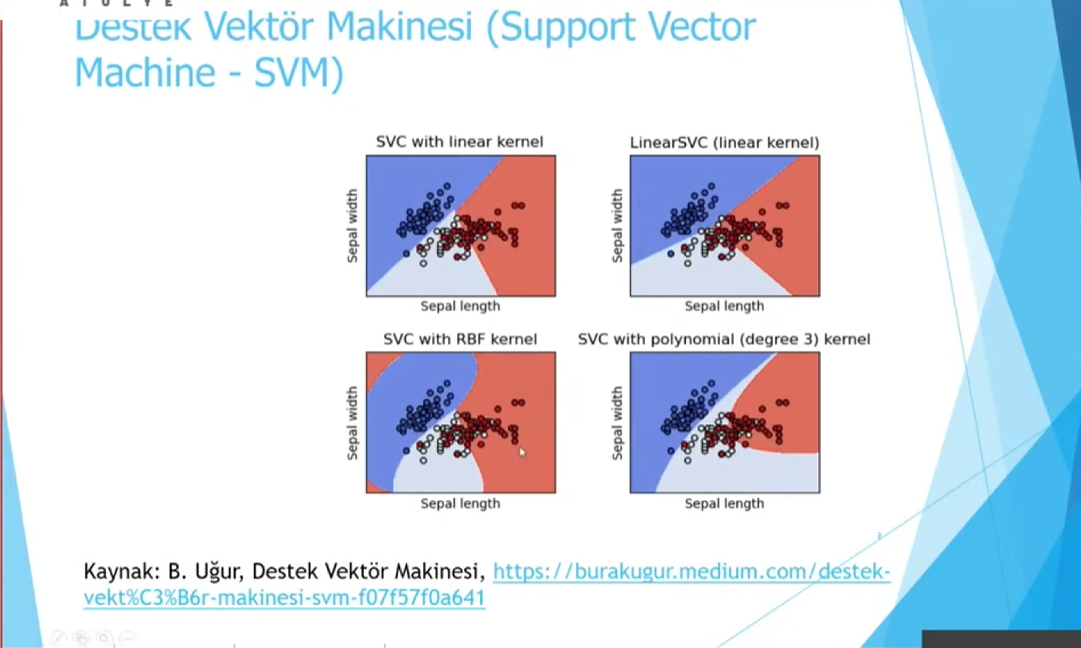 Destek Vektör Makinesi (Support Vector
Machine - SVM)
SVC with linear kernel
LinearSVC (linear kernel)
Sepal width
Sepal width
Sepal length
Sepal length
SVC with RBF kernel
SVC with polynomial (degree 3) kernel
Sepal width
Sepal width
Sepal length
Sepal length
Kaynak: B. Uğur, Destek Vektör Makinesi, https://burakugur.medium.com/destek-
vekt%C3%B6r-makinesi-svm-f07f57f0a641